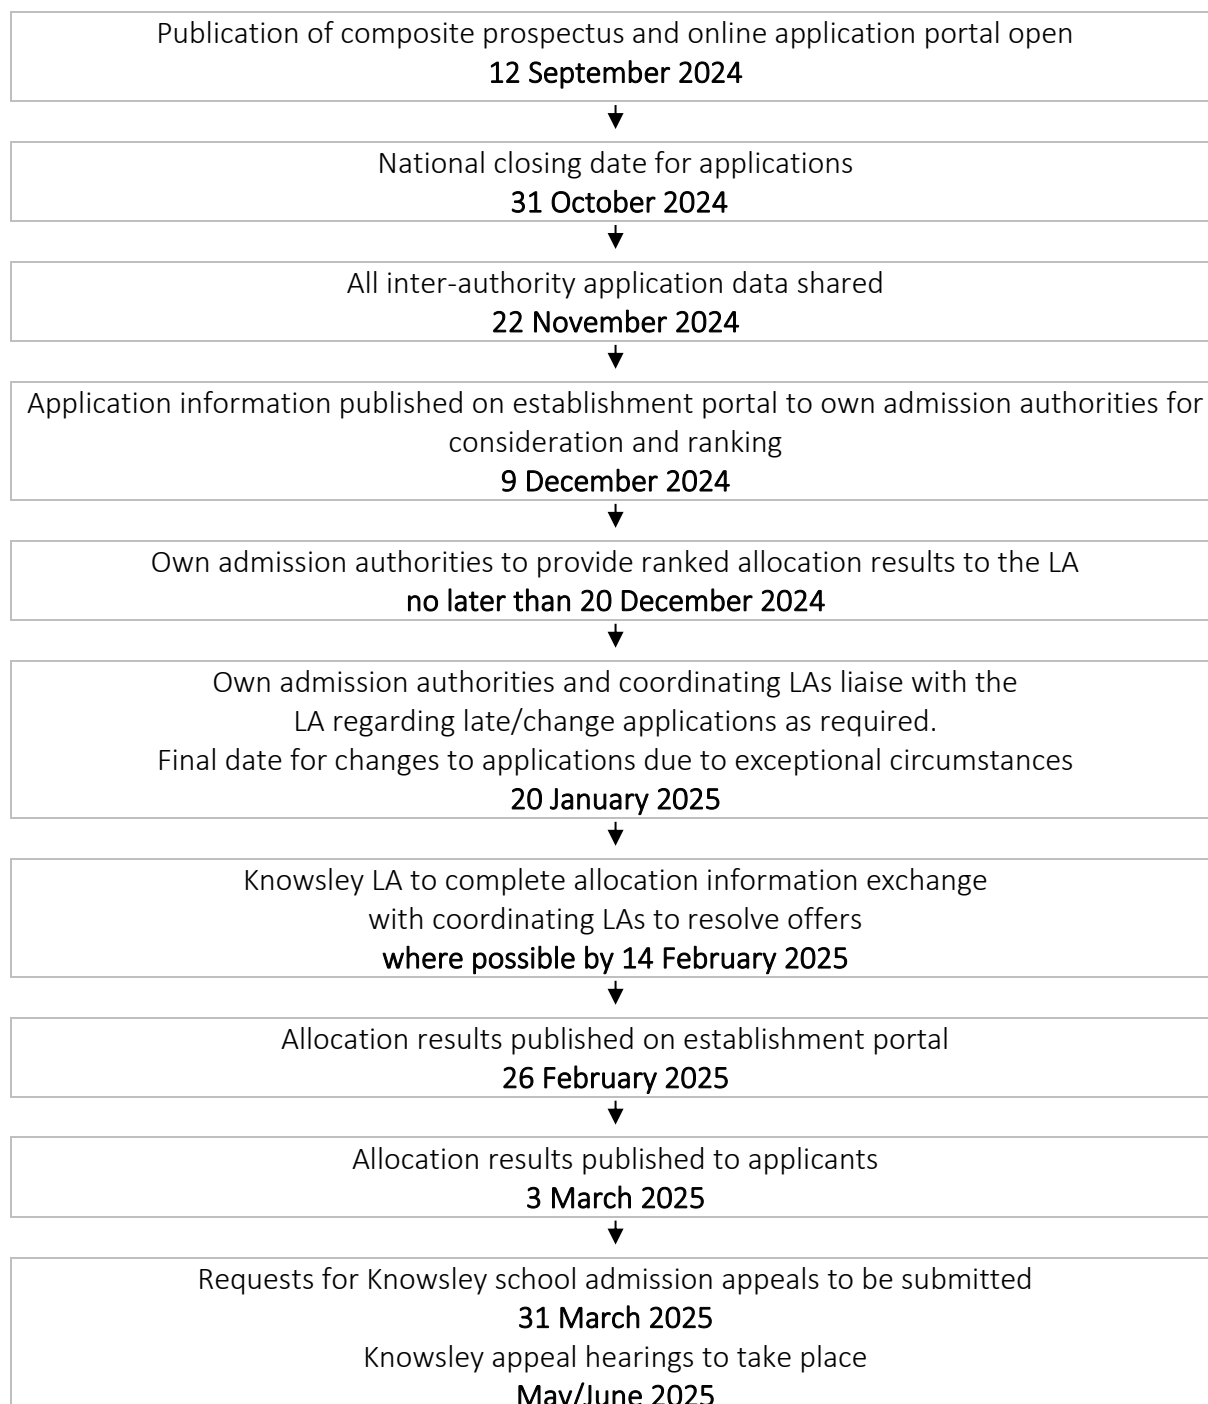 Publication of composite prospectus and online application portal open
12 September 2024
National closing date for applications
31 October 2024
All inter-authority application data shared
22 November 2024
Application information published on establishment portal to own admission authorities for
consideration and ranking
9 December 2024
Own admission authorities to provide ranked allocation results to the LA
no later than 20 December 2024
Own admission authorities and coordinating LAs liaise with the
LA regarding late/change applications as required.
Final date for changes to applications due to exceptional circumstances
20 January 2025
Knowsley LA to complete allocation information exchange
with coordinating LAs to resolve offers
where possible by 14 February 2025
Allocation results published on establishment portal
26 February 2025
Allocation results published to applicants
3 March 2025
Requests for Knowsley school admission appeals to be submitted
31 March 2025
Knowsley appeal hearings to take place
May/June 2025